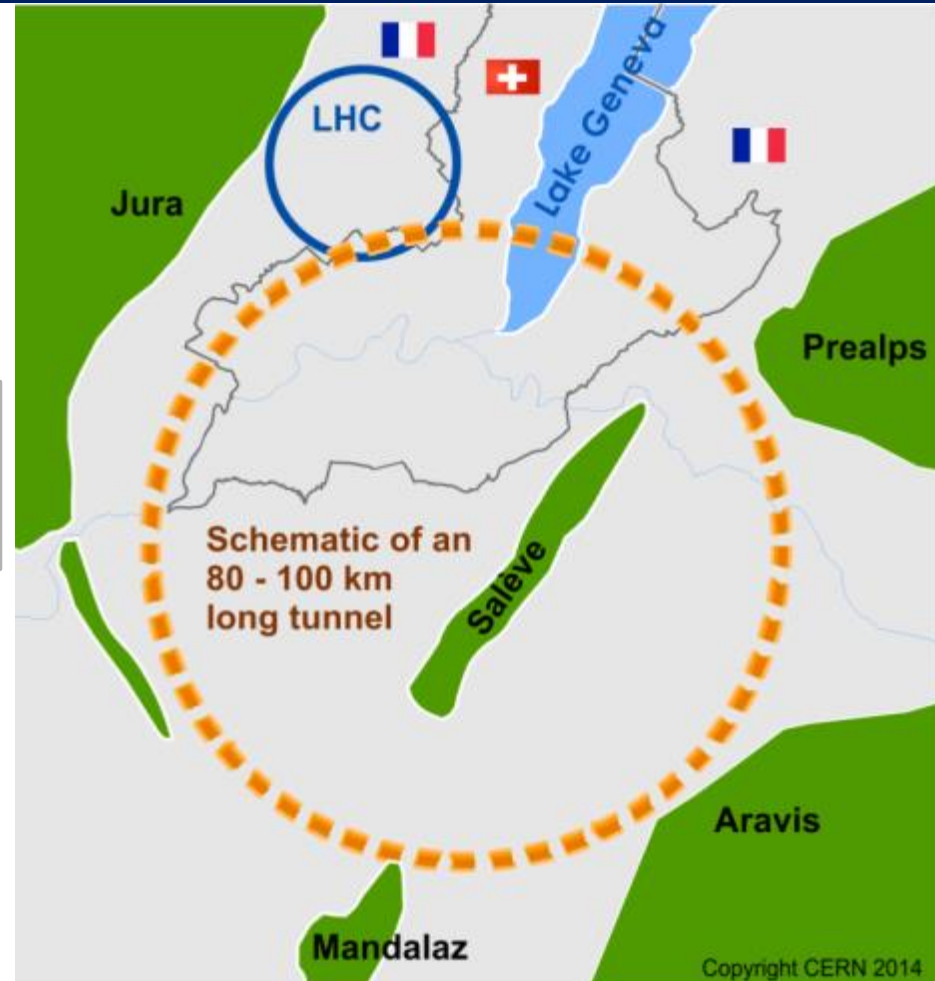 LHC
Lake Geneva
Jura
Prealps
Schematic of an
80 - 100 km
long tunnel
Salève
Aravis
Mandalaz
Copyright CERN 2014